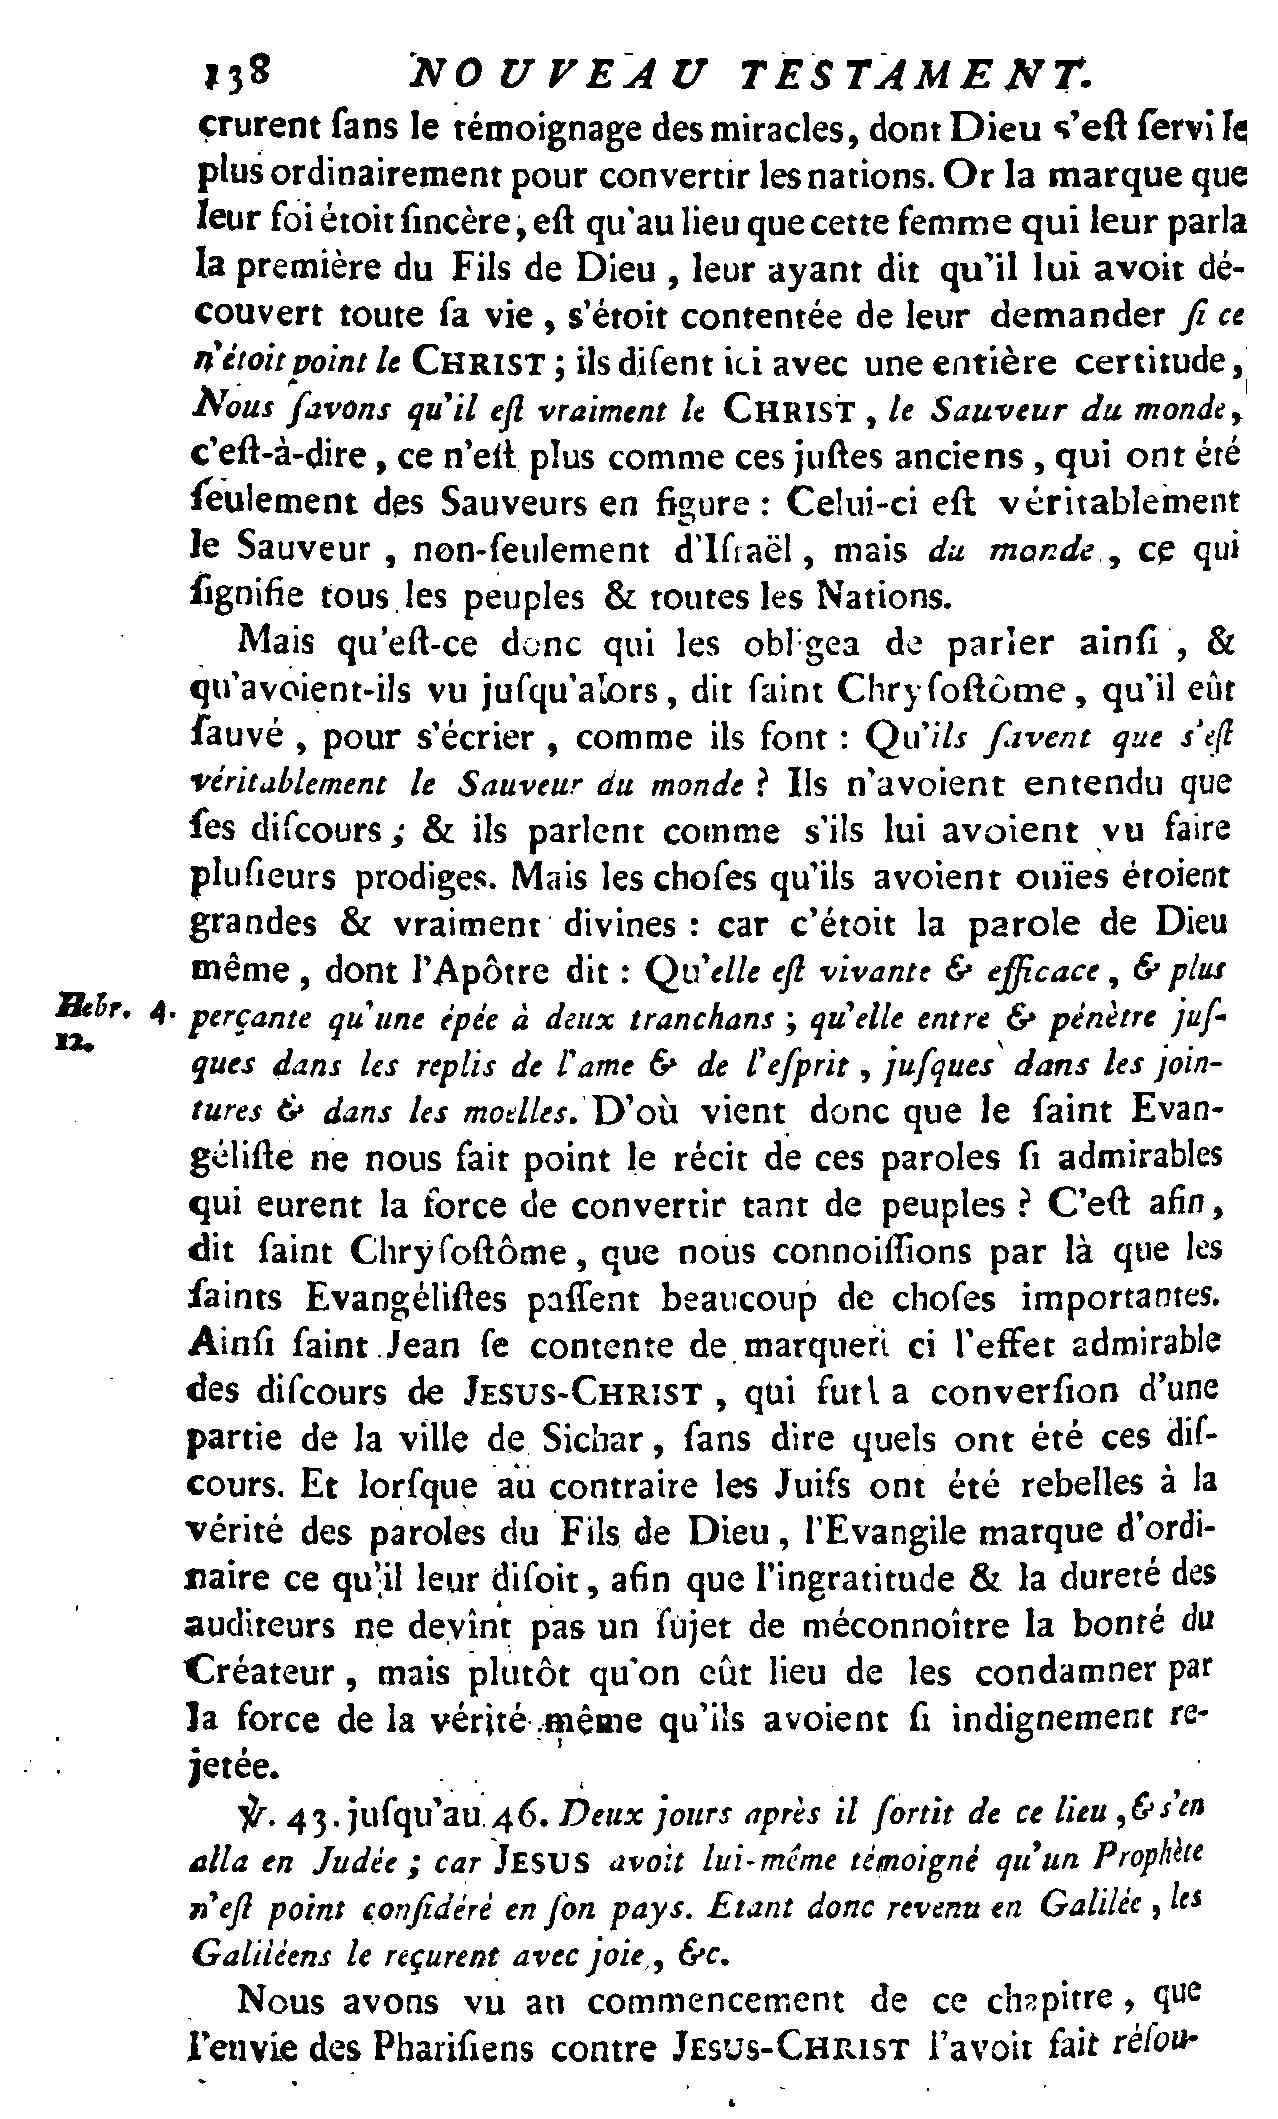 138 NOUVEAU TESTAMENT.
crurent ſans le témoignage des miracles, dont Dieu s'eſt ſervi le
plus ordinairement pour convertir les nations. Or la marque que
leur foi étoit ſincère, eſt qu'au lieu que cette femme qui leur parla
la première du Fils de Dieu, leur ayant dit qu'il lui avoit dé-
couvert toute ſa vie, s'étoit contentée de leur demander ſi ce
n'étoit point le CHRIST; ils diſent ici avec une entière certitude,
Nous ſavons qu'il eſt vraiment le CHRIST, le Sauveur du monde,
c'eſt-à-dire, ce n'eſt plus comme ces juſtes anciens, qui ont été
ſeulement des Sauveurs en figure : Celui-ci eſt véritablement
le Sauveur, non-ſeulement d'Iſraël, mais du monde, ce qui
ſignifie tous les peuples & toutes les Nations.
Mais qu'eſt-ce donc qui les obligea de parler ainſi, &
qu'avoient-ils vu juſqu'alors, dit ſaint Chryſoſtôme, qu'il eût
ſauvé, pour s'écrier, comme ils font : Qu'ils ſavent que s'eſt
véritablement le Sauveur du monde ? Ils n'avoient entendu que
ſes diſcours; & ils parlent comme s'ils lui avoient vu faire
pluſieurs prodiges. Mais les choſes qu'ils avoient ouïes étoient
grandes & vraiment divines : car c'étoit la parole de Dieu
même, dont l'Apôtre dit : Qu'elle eſt vivante & efficace, & plus
Hebr. 4. perçante qu'une épée à deux tranchans; qu'elle entre & pénètre juſ-
12. ques dans les replis de l'ame & de l'eſprit, juſques dans les join-
tures & dans les moelles. D'où vient donc que le ſaint Evan-
géliſte ne nous fait point le récit de ces paroles ſi admirables
qui eurent la force de convertir tant de peuples ? C'eſt afin,
dit ſaint Chryſoſtôme, que nous connoiſſions par là que les
ſaints Evangéliſtes paſſent beaucoup de choſes importantes.
Ainſi ſaint Jean ſe contente de marqueri ci l'effet admirable
des diſcours de JESUS-CHRIST, qui futl a converſion d'une
partie de la ville de Sichar, ſans dire quels ont été ces diſ-
cours. Et lorſque au contraire les Juifs ont été rebelles à la
vérité des paroles du Fils de Dieu, l'Evangile marque d'ordi-
naire ce qu'il leur diſoit, afin que l'ingratitude & la dureté des
auditeurs ne devînt pas un ſujet de méconnoître la bonté du
Créateur, mais plutôt qu'on eût lieu de les condamner par
la force de la vérité même qu'ils avoient ſi indignement re-
jetée.
℣. 43. juſqu'au 46. Deux jours après il ſortit de ce lieu, & s'en
alla en Judée; car JESUS avoit lui-même témoigné qu'un Prophète
n'eſt point conſidéré en ſon pays. Etant donc revenu en Galilée, les
Galiléens le reçurent avec joie, &c.
Nous avons vu au commencement de ce chapitre, que
l'envie des Phariſiens contre JESUS-CHRIST l'avoit fait réſou-